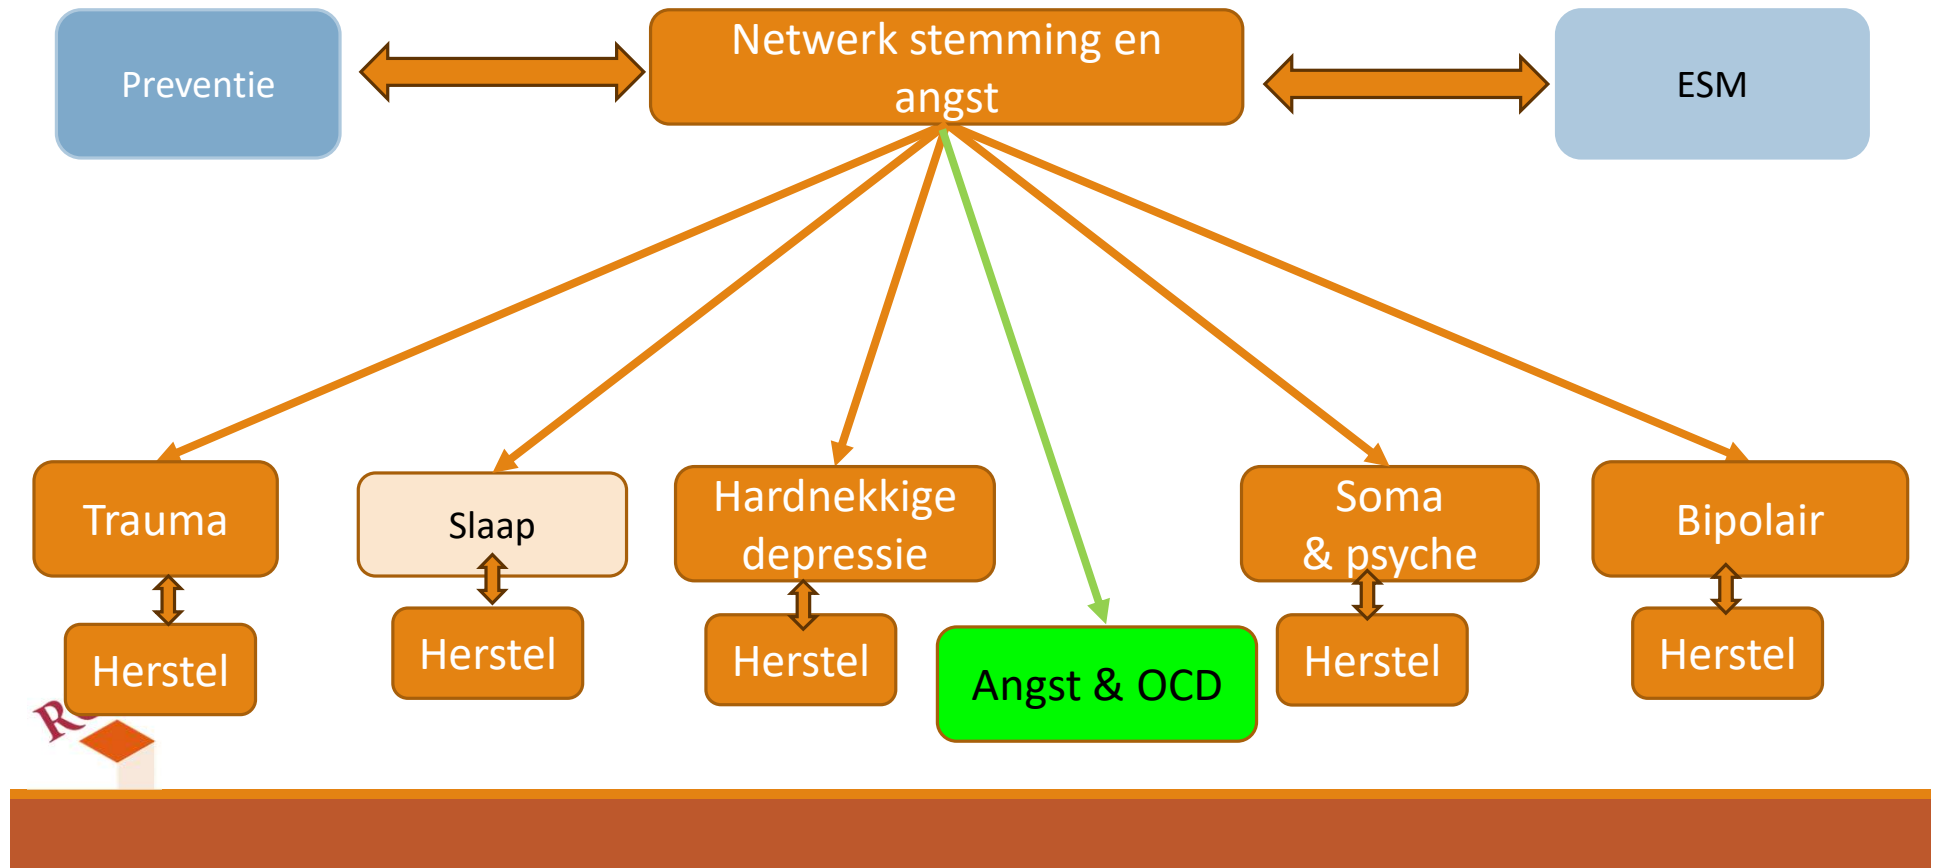 Preventie
Netwerk stemming en
angst
ESM
Trauma
Slaap
Hardnekkige
depressie
Soma
& psyche
Bipolair
Herstel
Herstel
Herstel
Angst & OCD
Herstel
Herstel